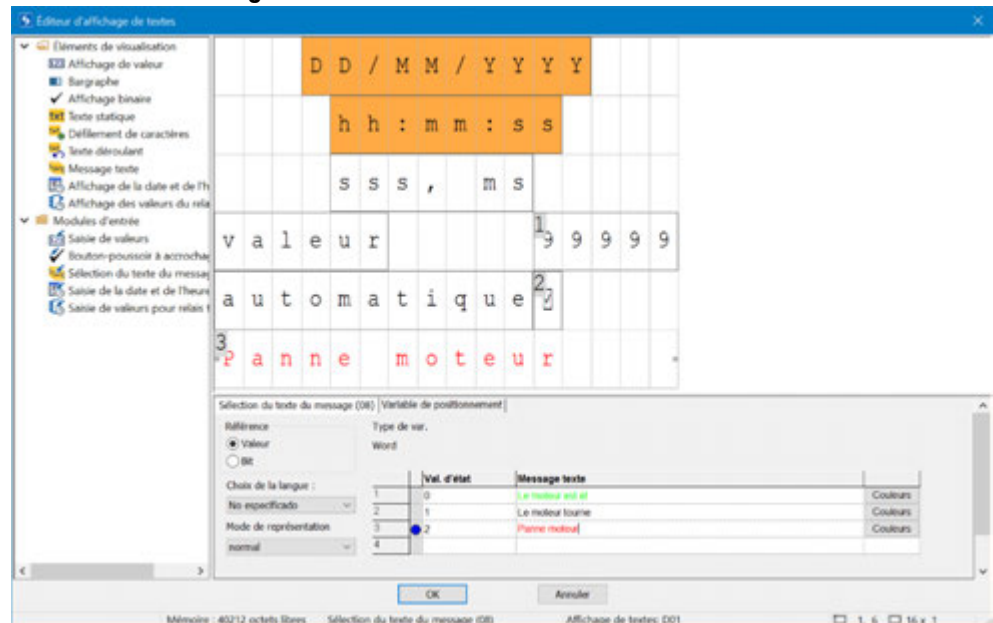 Éditeur d'affichage de textes
Éléments de visualisation
Affichage de valeur
Bargraphe
Affichage binaire
Texte statique
Défilement de caractères
Texte déroulant
Message texte
Affichage de la date et de l'h
Affichage des valeurs du rela
Modules d'entrée
Saisie de valeurs
Bouton-poussoir à accrochag
Sélection du texte du messag
Saisie de la date et de l'heure
Saisie de valeurs pour relais t
DD/MM/YYYY
hh:mm:ss
sss, ms
valeur 1 99999
automatique 2
3 Panne moteur
Sélection du texte du message (08) Variable de positionnement
Référence Type de var.
Valeur Word
Bit
Choix de la langue :
No especificado
Mode de représentation
normal
Val. d'état Message texte
1 0 Couleurs
2 1 Le moteur tourne Couleurs
3 2 Panne moteur Couleurs
4
OK Annuler
Mémoire : 40212 octets libres Sélection du texte du message (08) Affichage de textes: D01 1, 6 16 x 1